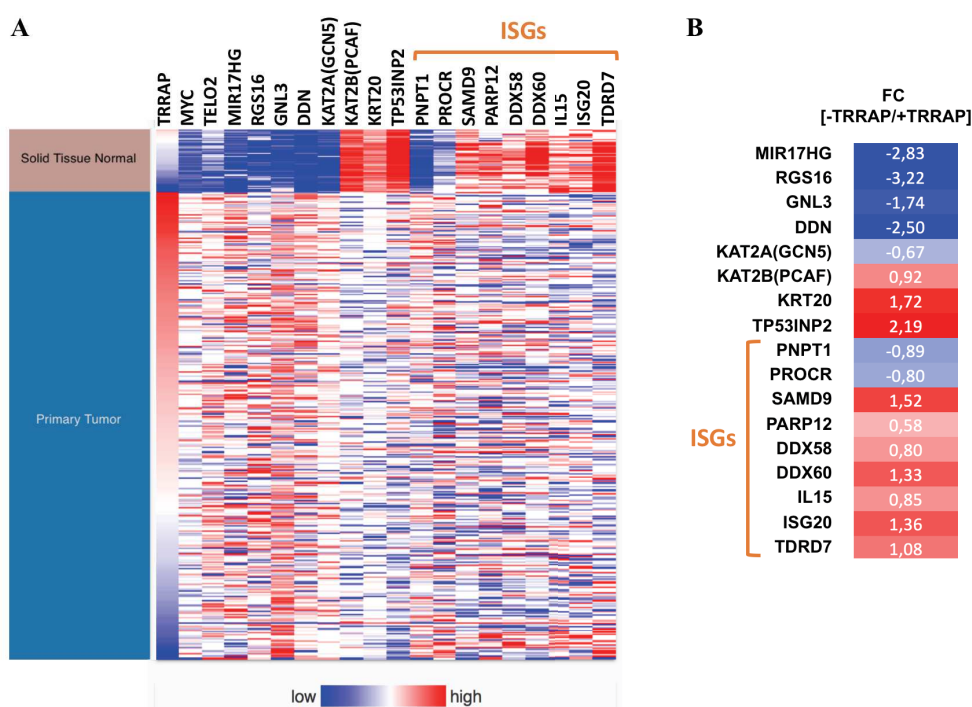 A
ISGs
TRRAP
MYC
TELO2
MIR17HG
RGS16
GNL3
DDN
KAT2A(GCN5)
KAT2B(PCAF)
KRT20
TP53INP2
PNPT1
PROCR
SAMD9
PARP12
DDX58
DDX60
IL15
ISG20
TDRD7
Solid Tissue Normal
Primary Tumor
low
high
B
FC
[-TRRAP/+TRRAP]
MIR17HG -2,83
RGS16 -3,22
GNL3 -1,74
DDN -2,50
KAT2A(GCN5) -0,67
KAT2B(PCAF) 0,92
KRT20 1,72
TP53INP2 2,19
PNPT1 -0,89
PROCR -0,80
SAMD9 1,52
PARP12 0,58
DDX58 0,80
DDX60 1,33
IL15 0,85
ISG20 1,36
TDRD7 1,08
ISGs